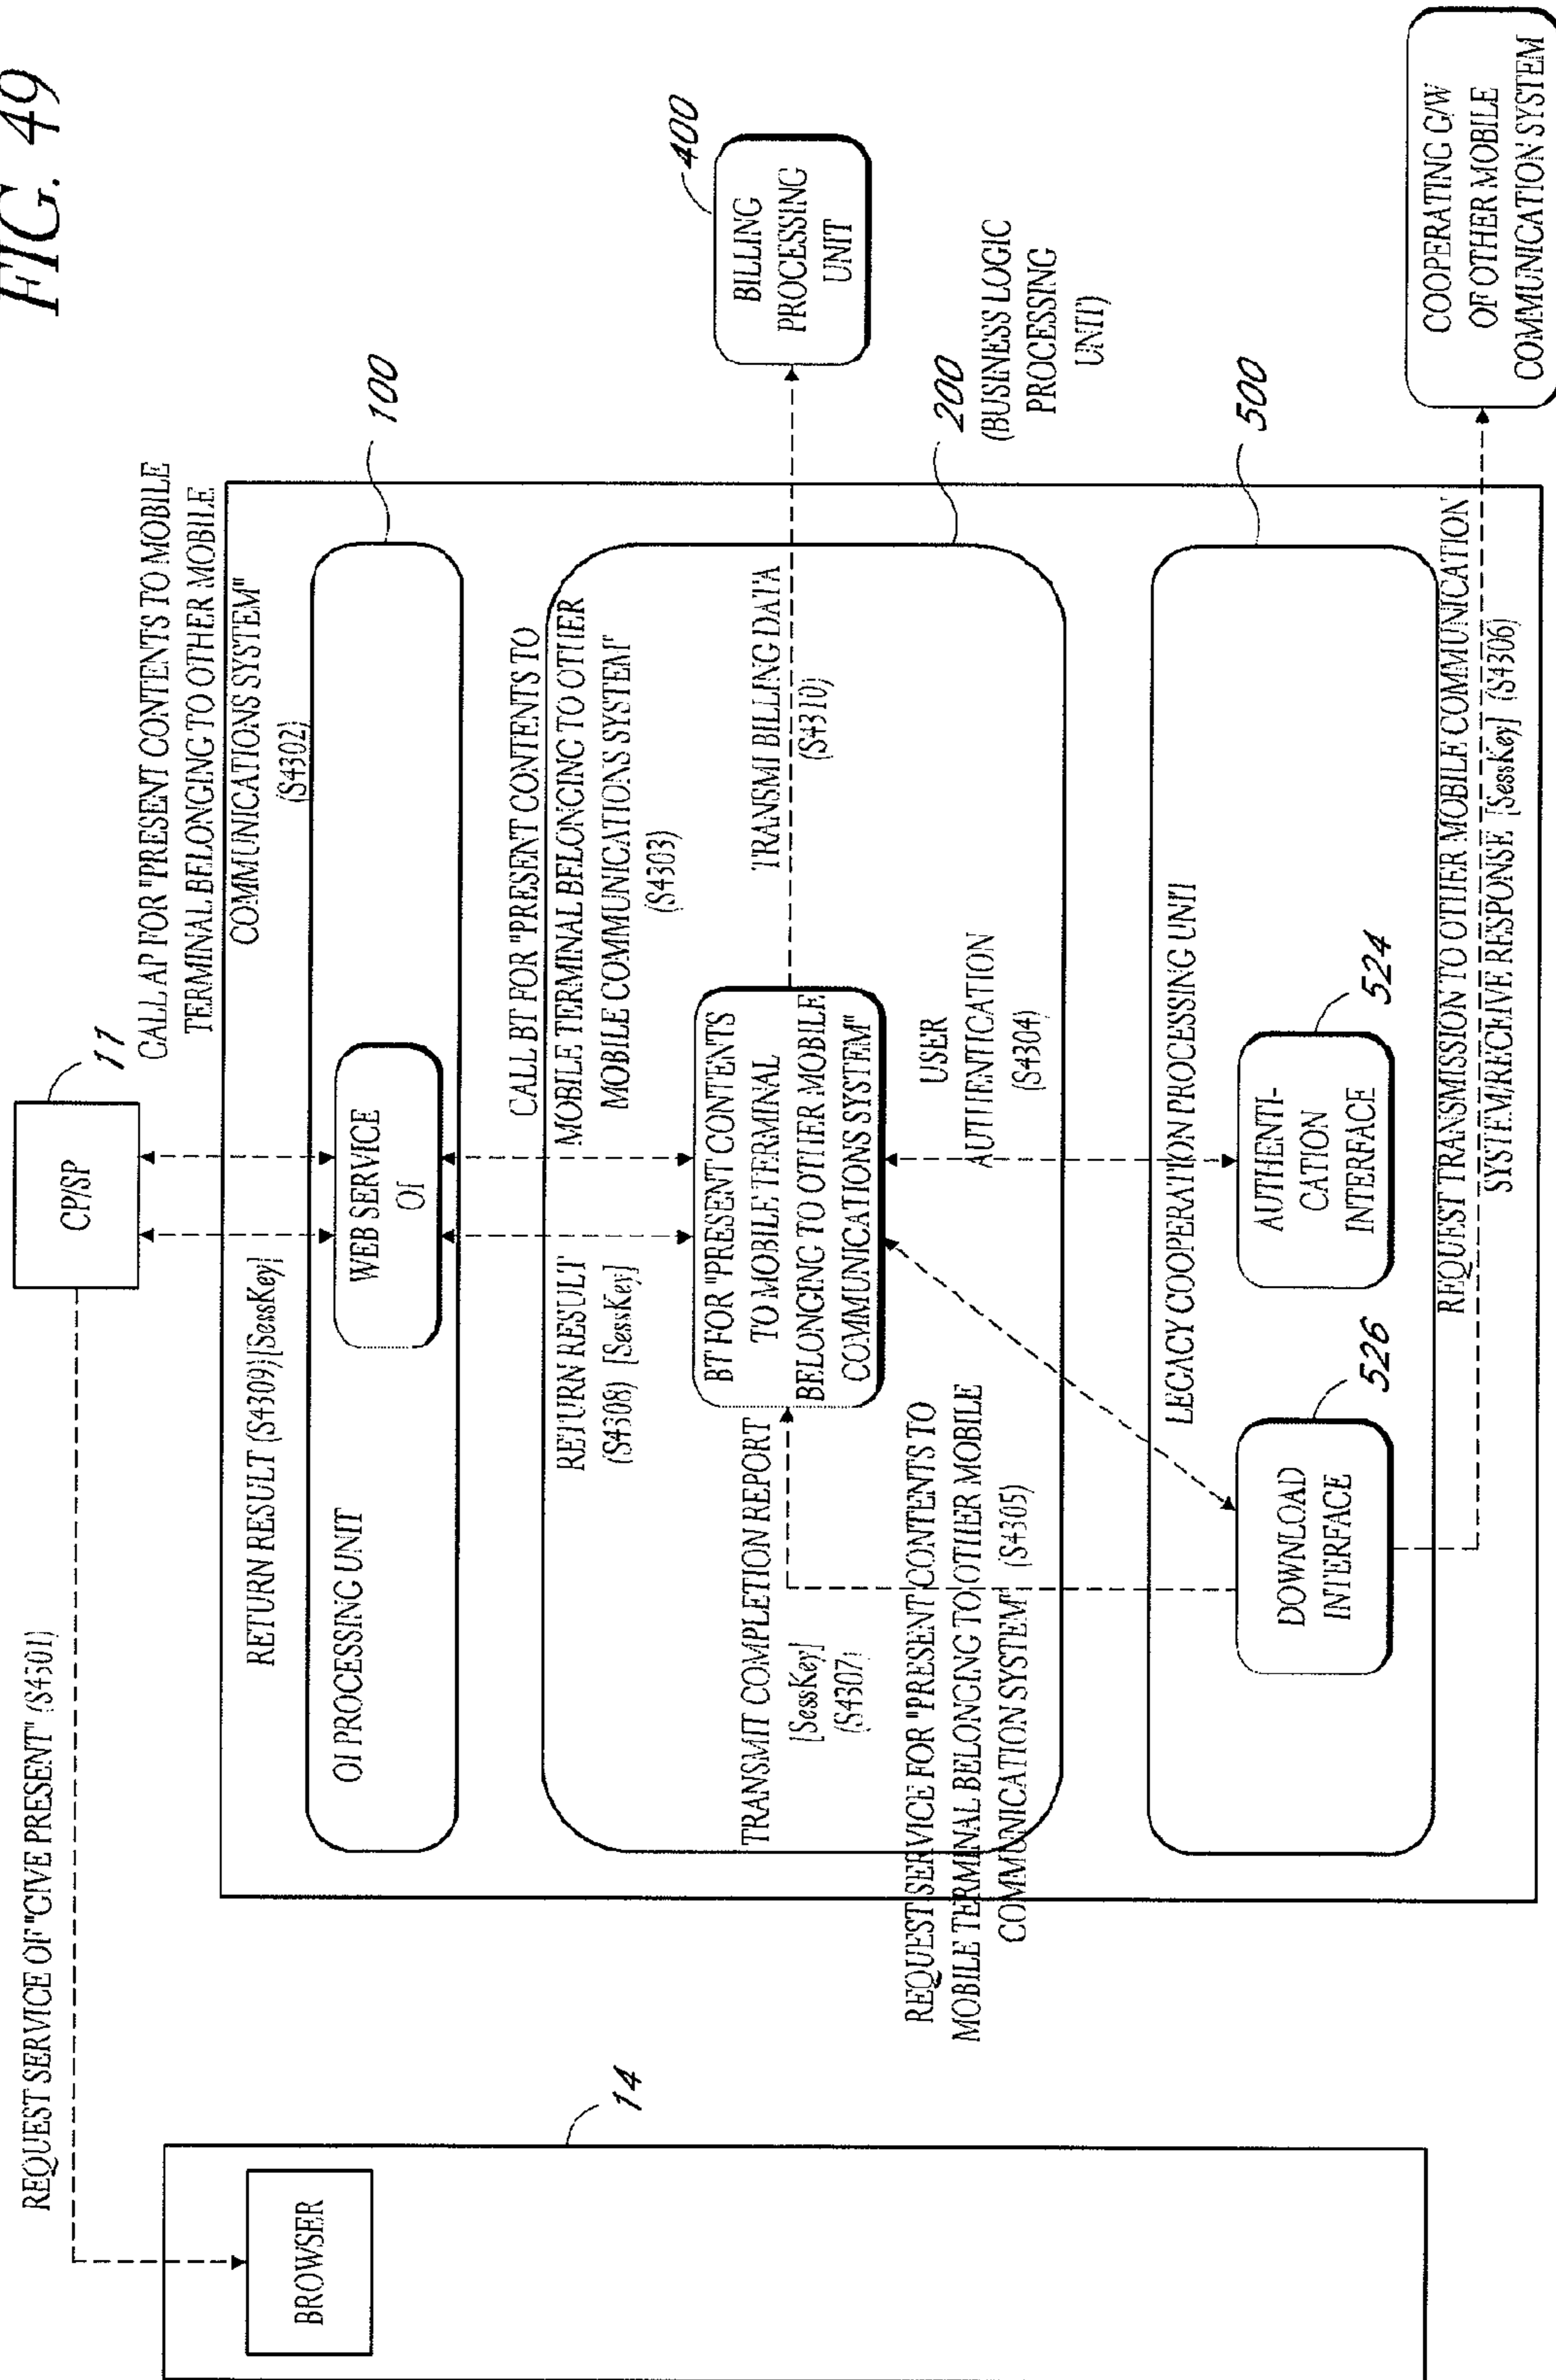 FIG. 49
REQUEST SERVICE OF "GIVE PRESENT" (S4301)
BROWSER
14
CP/SP
11
CALL AP FOR "PRESENT CONTENTS TO MOBILE
TERMINAL BELONGING TO OTHER MOBILE
COMMUNICATIONS SYSTEM"
(S4302)
RETURN RESULT (S4309)[SessKey]
OI PROCESSING UNIT
WEB SERVICE
OI
100
CALL BT FOR "PRESENT CONTENTS TO
MOBILE TERMINAL BELONGING TO OTHER
MOBILE COMMUNICATIONS SYSTEM"
(S4303)
RETURN RESULT
(S4308) [SessKey]
BT FOR "PRESENT CONTENTS
TO MOBILE TERMINAL
BELONGING TO OTHER MOBILE
COMMUNICATIONS SYSTEM"
TRANSMI BILLING DATA
(S4310)
BILLING
PROCESSING
UNIT
400
TRANSMIT COMPLETION REPORT
[SessKey]
(S4307)
USER
AUTHENTICATION
(S4304)
200
(BUSINESS LOGIC
PROCESSING
UNIT)
REQUEST SERVICE FOR "PRESENT CONTENTS TO
MOBILE TERMINAL BELONGING TO OTHER MOBILE
COMMUNICATION SYSTEM" (S4305)
LEGACY COOPERATION PROCESSING UNIT
500
DOWNLOAD
INTERFACE
526
AUTHENTI-
CATION
INTERFACE
524
REQUEST TRANSMISSION TO OTHER MOBILE COMMUNICATION
SYSTEM/RECEIVE RESPONSE [SessKey] (S4306)
COOPERATING G/W
OF OTHER MOBILE
COMMUNICATION SYSTEM